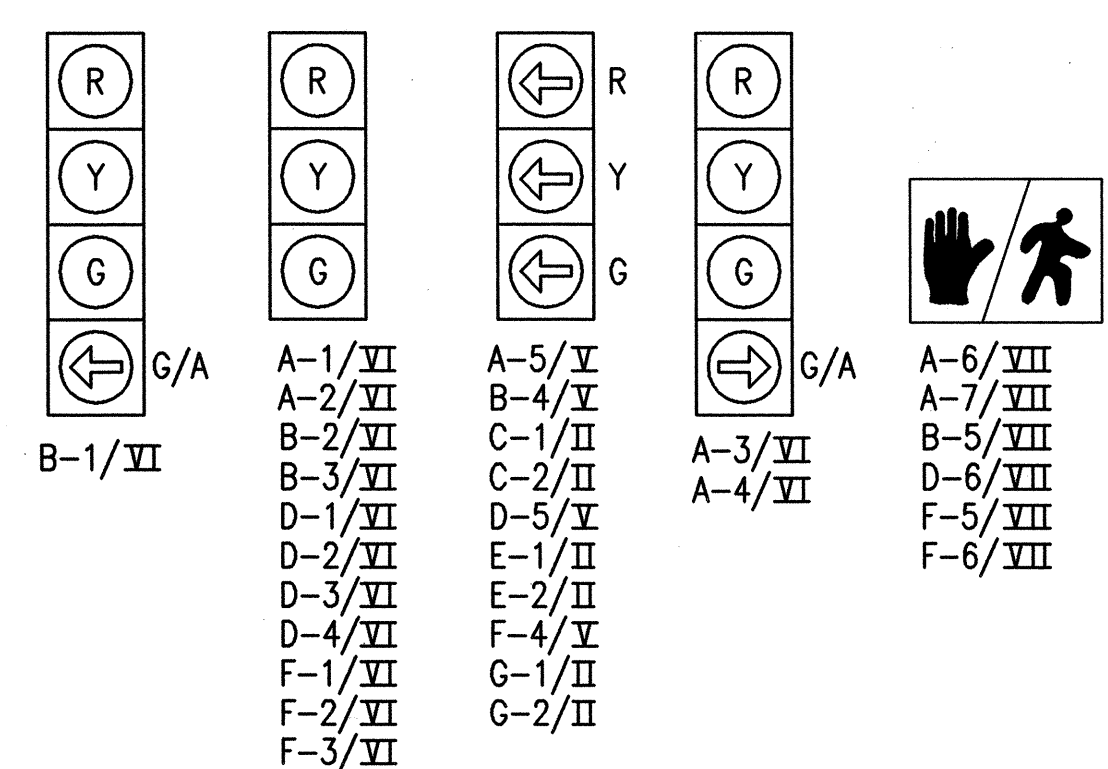 R
Y
G
G/A
B-1/VI
R
Y
G
A-1/VI
A-2/VI
B-2/VI
B-3/VI
D-1/VI
D-2/VI
D-3/VI
D-4/VI
F-1/VI
F-2/VI
F-3/VI
R
Y
G
A-5/V
B-4/V
C-1/II
C-2/II
D-5/V
E-1/II
E-2/II
F-4/V
G-1/II
G-2/II
R
Y
G
G/A
A-3/VI
A-4/VI
A-6/VII
A-7/VII
B-5/VII
D-6/VII
F-5/VII
F-6/VII